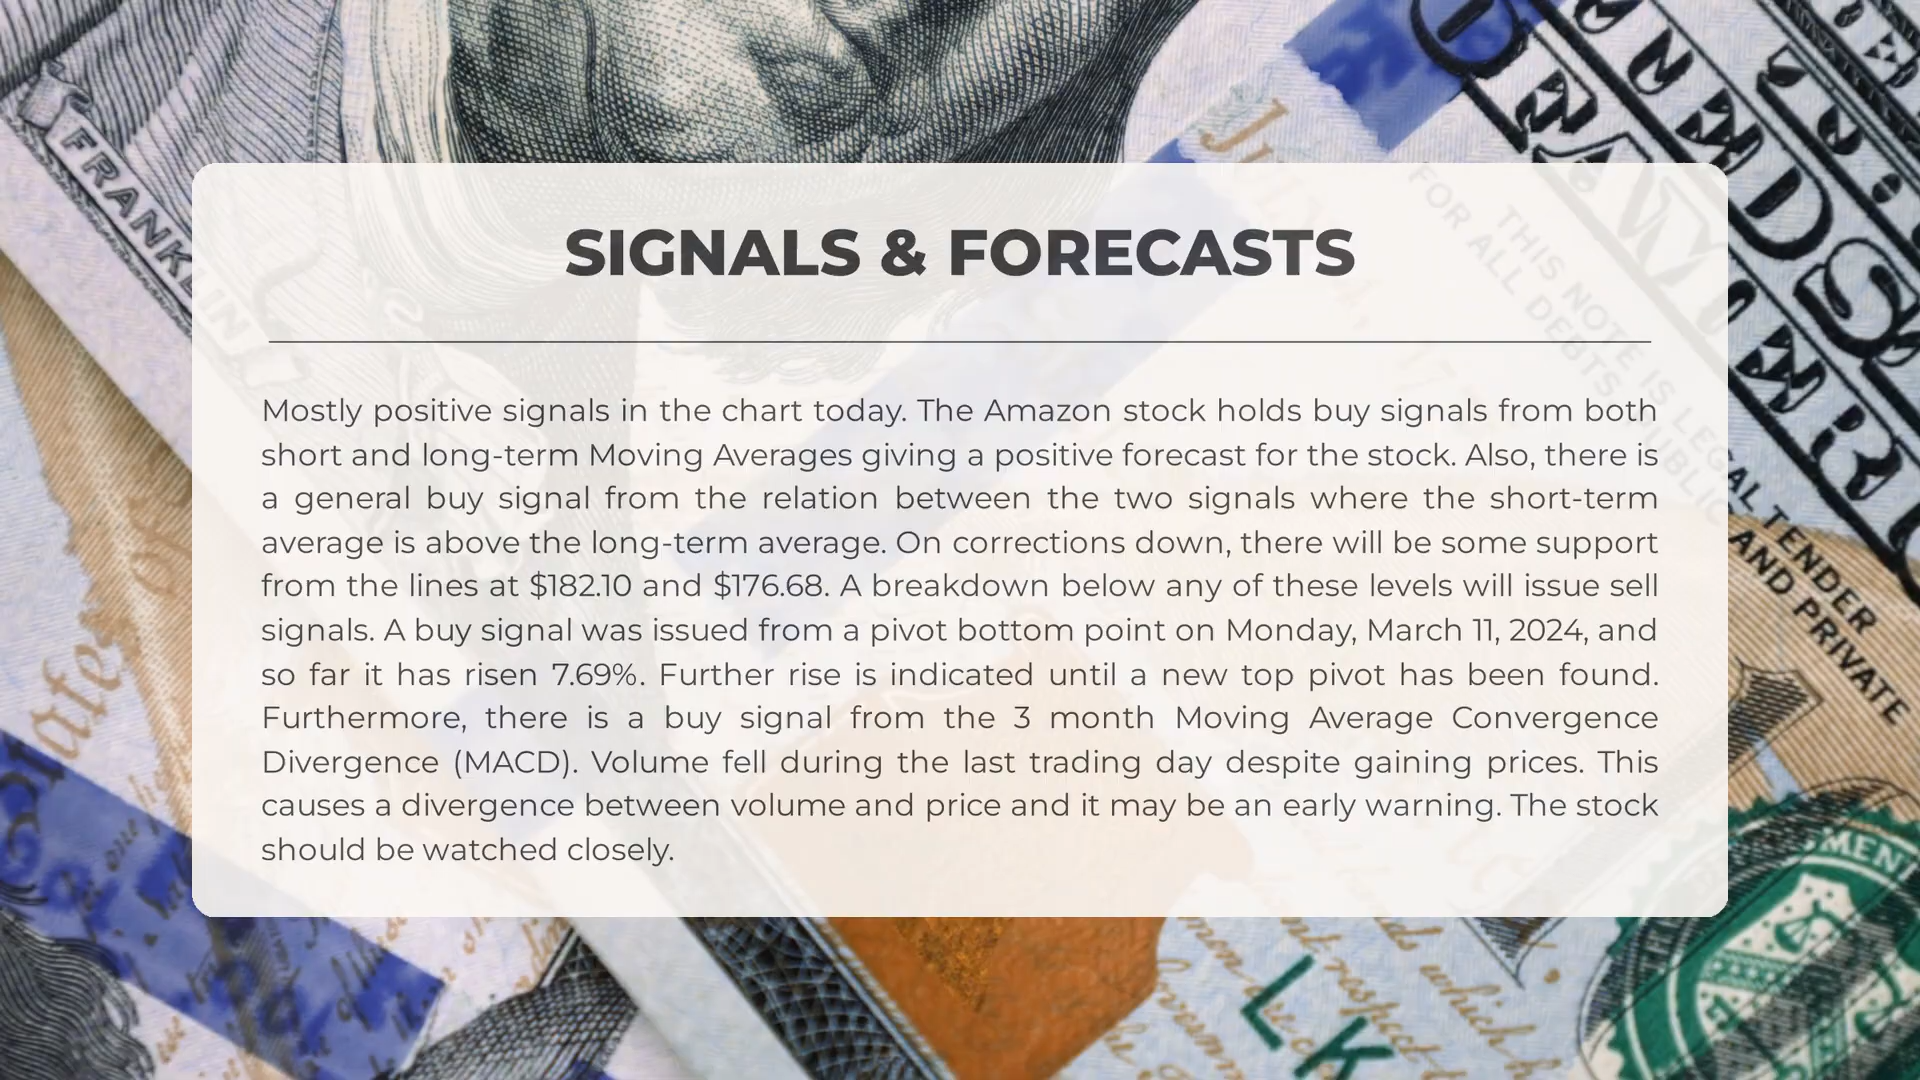 FRANKLIN
THIS NOTE IS LEGAL TENDER
FOR ALL DEBTS PUBLIC AND PRIVATE
SIGNALS & FORECASTS
Mostly positive signals in the chart today. The Amazon stock holds buy signals from both
short and long-term Moving Averages giving a positive forecast for the stock. Also, there is
a general buy signal from the relation between the two signals where the short-term
average is above the long-term average. On corrections down, there will be some support
from the lines at $182.10 and $176.68. A breakdown below any of these levels will issue sell
signals. A buy signal was issued from a pivot bottom point on Monday, March 11, 2024, and
so far it has risen 7.69%. Further rise is indicated until a new top pivot has been found.
Furthermore, there is a buy signal from the 3 month Moving Average Convergence
Divergence (MACD). Volume fell during the last trading day despite gaining prices. This
causes a divergence between volume and price and it may be an early warning. The stock
should be watched closely.
LK